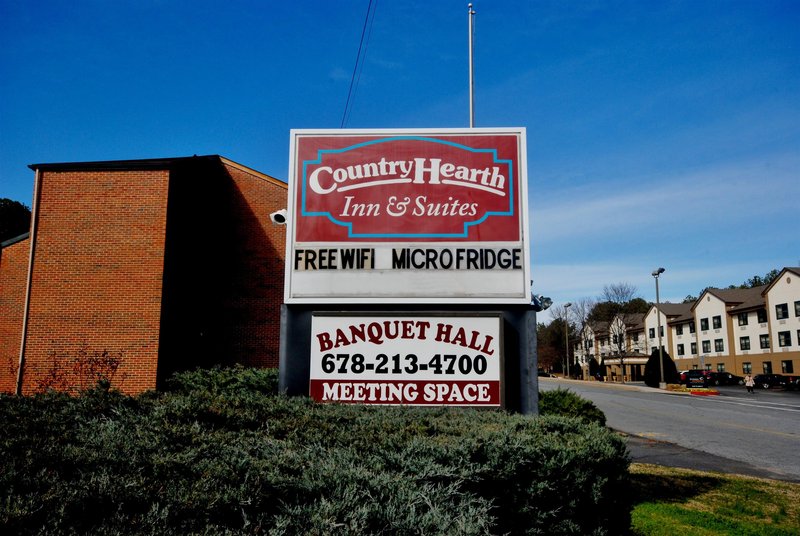 CountryHearth
Inn & Suites
FREE WIFI MICROFRIDGE
BANQUET HALL
678-213-4700
MEETING SPACE